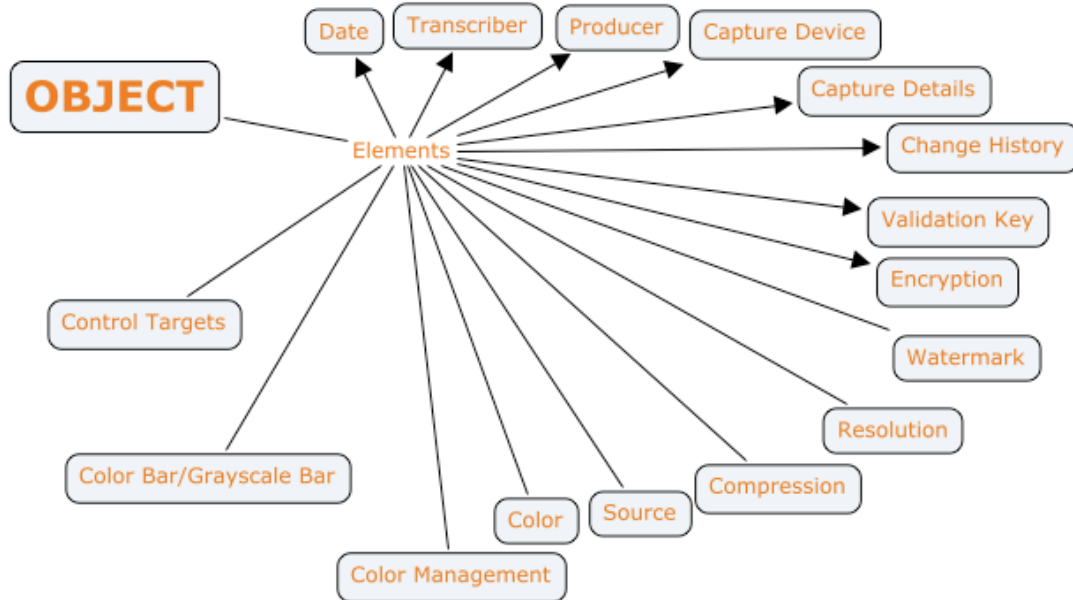 Date
Transcriber
Producer
Capture Device
OBJECT
Capture Details
Elements
Change History
Validation Key
Encryption
Control Targets
Watermark
Resolution
Color Bar/Grayscale Bar
Compression
Color
Source
Color Management